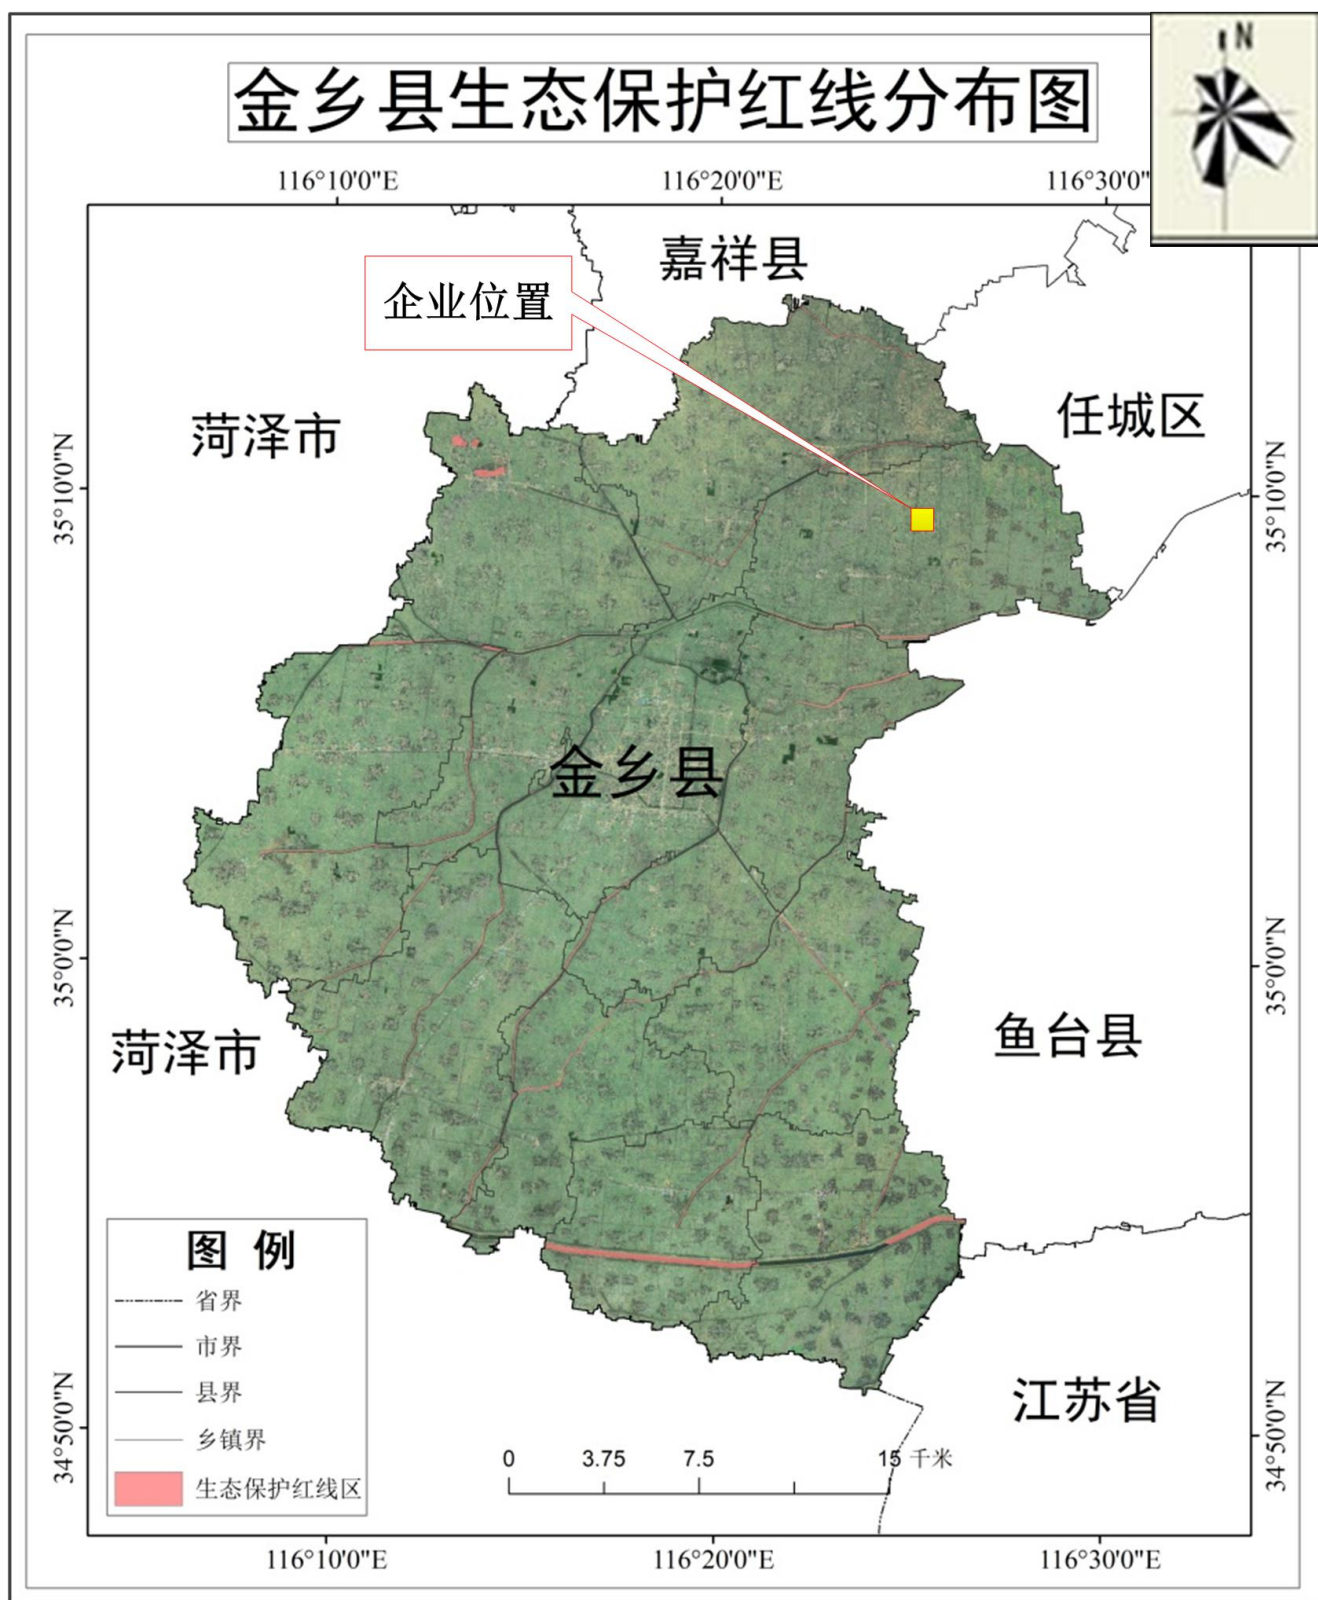 N
金乡县生态保护红线分布图
116°10'0"E
116°20'0"E
116°30'0"
嘉祥县
企业位置
菏泽市
任城区
35°10'0"N
35°10'0"N
金乡县
35°0'0"N
35°0'0"N
菏泽市
鱼台县
图 例
省界
市界
县界
乡镇界
生态保护红线区
江苏省
34°50'0"N
34°50'0"N
0 3.75 7.5 15 千米
116°10'0"E
116°20'0"E
116°30'0"E